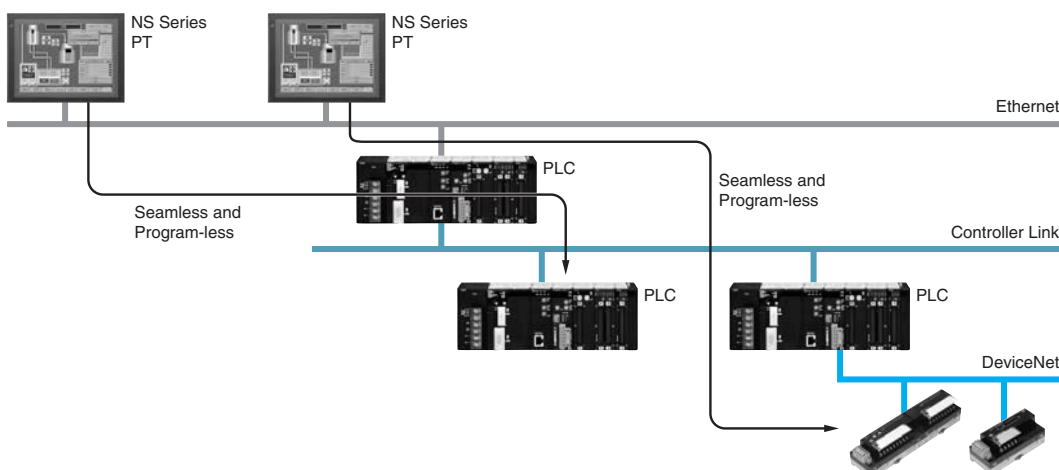 NS Series
PT
NS Series
PT
Ethernet
PLC
Seamless and
Program-less
Seamless and
Program-less
Controller Link
PLC
PLC
DeviceNet